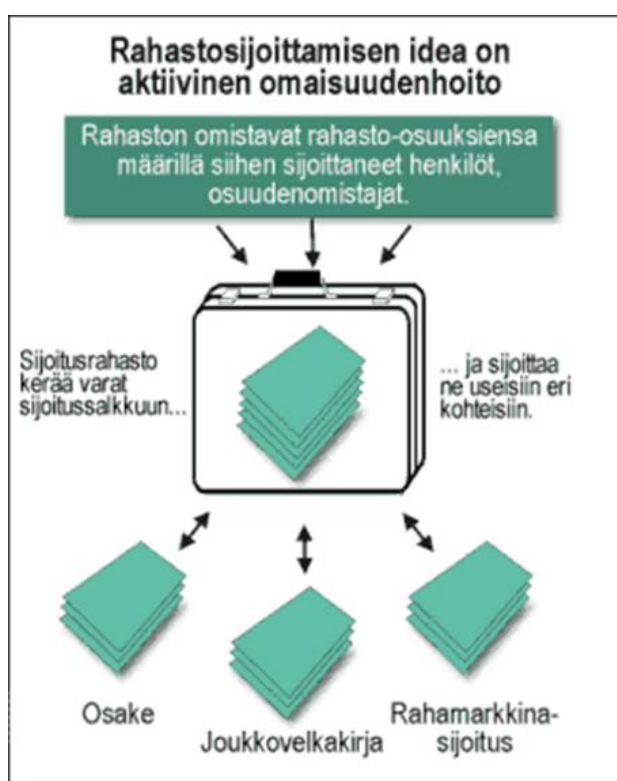 Rahastosijoittamisen idea on
aktiivinen omaisuudenhoito
Rahaston omistavat rahasto-osuuksiensa
määrillä siihen sijoittaneet henkilöt,
osuudenomistajat.
Sijoitusrahasto
kerää varat
sijoitussalkkuun...
... ja sijoittaa
ne useisiin eri
kohteisiin.
Osake
Joukkovelkakirja
Rahamarkkina-
sijoitus